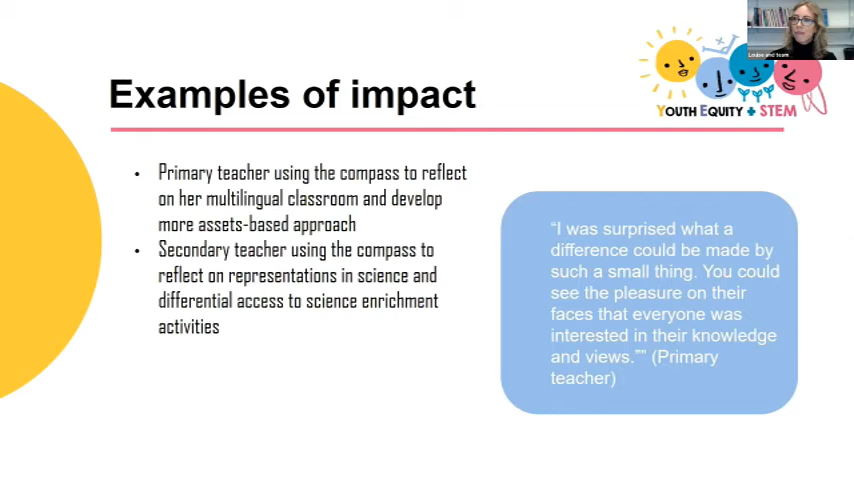 Louise and team
YOUTH EQUITY + STEM
Examples of impact
• Primary teacher using the compass to reflect
on her multilingual classroom and develop
more assets-based approach
• Secondary teacher using the compass to
reflect on representations in science and
differential access to science enrichment
activities
“I was surprised what a
difference could be made by
such a small thing. You could
see the pleasure on their
faces that everyone was
interested in their knowledge
and views.”” (Primary
teacher)